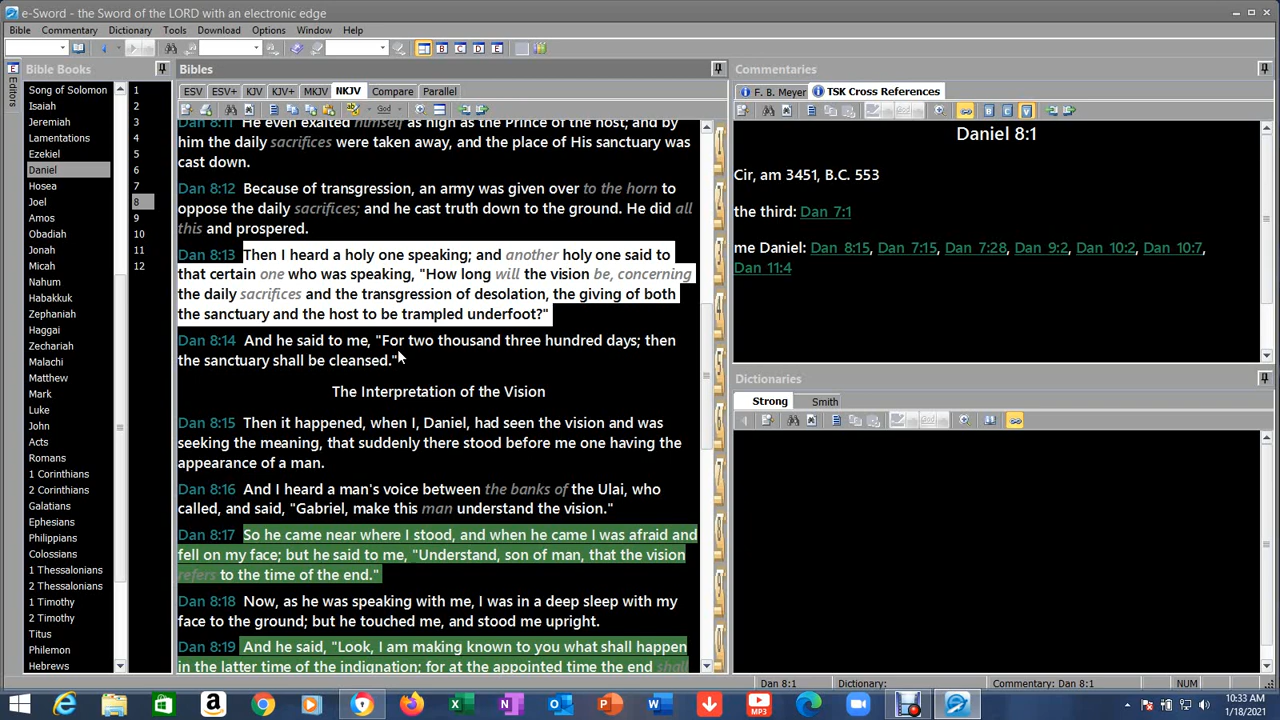 e-Sword - the Sword of the LORD with an electronic edge
Bible Commentary Dictionary Tools Download Options Window Help
B C D E
Editors
Bible Books
Song of Solomon
Isaiah
Jeremiah
Lamentations
Ezekiel
Daniel
Hosea
Joel
Amos
Obadiah
Jonah
Micah
Nahum
Habakkuk
Zephaniah
Haggai
Zechariah
Malachi
Matthew
Mark
Luke
John
Acts
Romans
1 Corinthians
2 Corinthians
Galatians
Ephesians
Philippians
Colossians
1 Thessalonians
2 Thessalonians
1 Timothy
2 Timothy
Titus
Philemon
Hebrews
1
2
3
4
5
6
7
8
9
10
11
12
Bibles
ESV ESV+ KJV KJV+ MKJV NKJV Compare Parallel
God
Dan 8:11 He even exalted himself as high as the Prince of the host; and by
him the daily sacrifices were taken away, and the place of His sanctuary was
cast down.
Dan 8:12 Because of transgression, an army was given over to the horn to
oppose the daily sacrifices; and he cast truth down to the ground. He did all
this and prospered.
Dan 8:13 Then I heard a holy one speaking; and another holy one said to
that certain one who was speaking, "How long will the vision be, concerning
the daily sacrifices and the transgression of desolation, the giving of both
the sanctuary and the host to be trampled underfoot?"
Dan 8:14 And he said to me, "For two thousand three hundred days; then
the sanctuary shall be cleansed."
The Interpretation of the Vision
Dan 8:15 Then it happened, when I, Daniel, had seen the vision and was
seeking the meaning, that suddenly there stood before me one having the
appearance of a man.
Dan 8:16 And I heard a man's voice between the banks of the Ulai, who
called, and said, "Gabriel, make this man understand the vision."
Dan 8:17 So he came near where I stood, and when he came I was afraid and
fell on my face; but he said to me, "Understand, son of man, that the vision
refers to the time of the end."
Dan 8:18 Now, as he was speaking with me, I was in a deep sleep with my
face to the ground; but he touched me, and stood me upright.
Dan 8:19 And he said, "Look, I am making known to you what shall happen
in the latter time of the indignation; for at the appointed time the end shall
1
2
3
4
5
6
7
8
9
Commentaries
F. B. Meyer TSK Cross References
God B C V
Daniel 8:1
Cir, am 3451, B.C. 553
the third: Dan 7:1
me Daniel: Dan 8:15, Dan 7:15, Dan 7:28, Dan 9:2, Dan 10:2, Dan 10:7,
Dan 11:4
Dictionaries
Strong Smith
God
Dan 8:1 Dictionary: Commentary: Dan 8:1 NUM
10:33 AM
1/18/2021